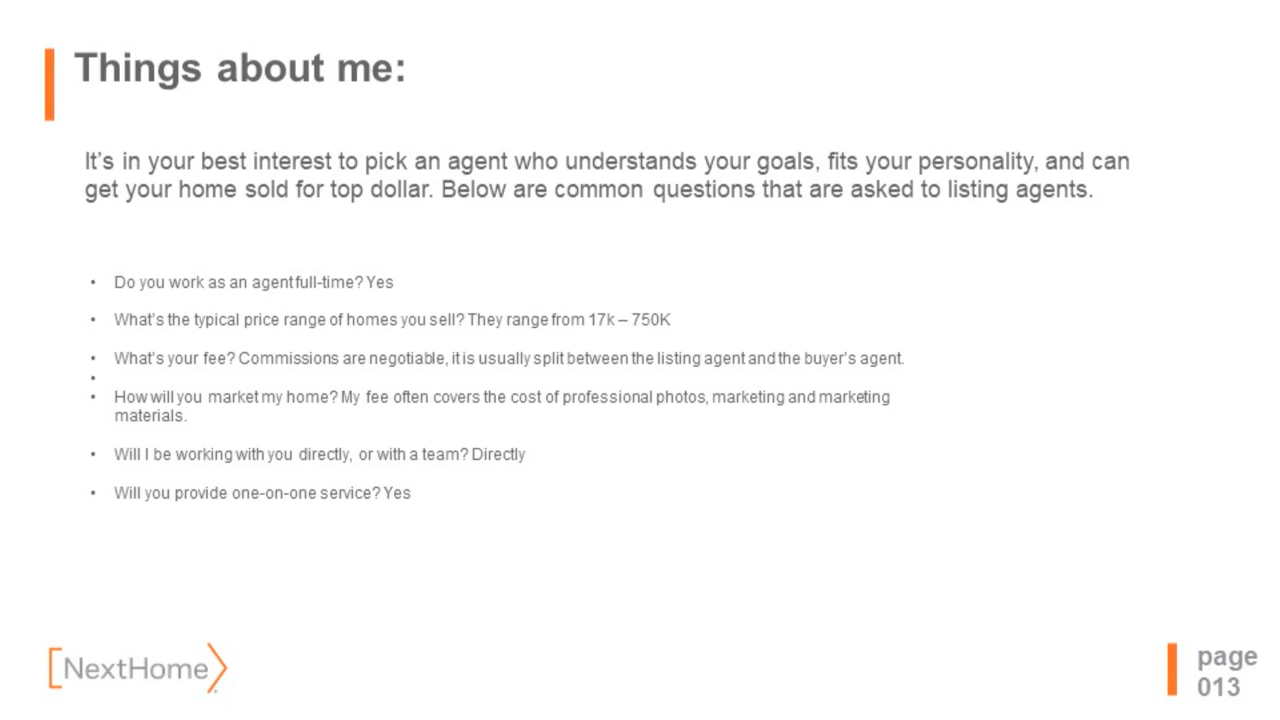 Things about me:
It's in your best interest to pick an agent who understands your goals, fits your personality, and can
get your home sold for top dollar. Below are common questions that are asked to listing agents.
• Do you work as an agent full-time? Yes
• What's the typical price range of homes you sell? They range from 17k – 750K
• What's your fee? Commissions are negotiable, it is usually split between the listing agent and the buyer's agent.
•
• How will you market my home? My fee often covers the cost of professional photos, marketing and marketing
materials.
• Will I be working with you directly, or with a team? Directly
• Will you provide one-on-one service? Yes
NextHome
page
013